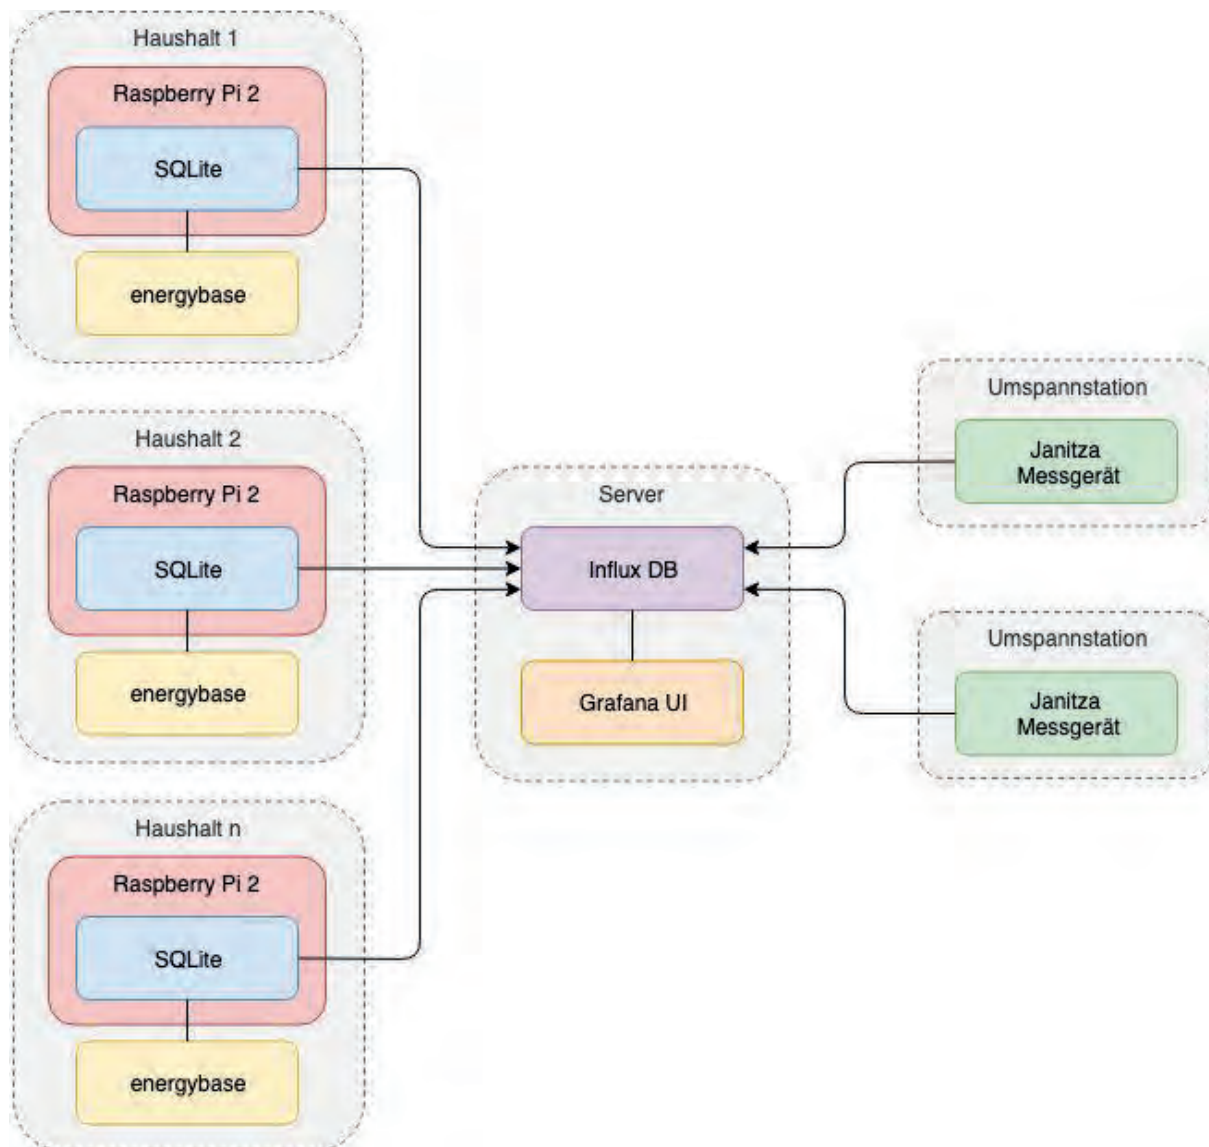 Haushalt 1
Raspberry Pi 2
SQLite
energybase
Haushalt 2
Raspberry Pi 2
SQLite
energybase
Haushalt n
Raspberry Pi 2
SQLite
energybase
Server
Influx DB
Grafana UI
Umspannstation
Janitza
Messgerät
Umspannstation
Janitza
Messgerät